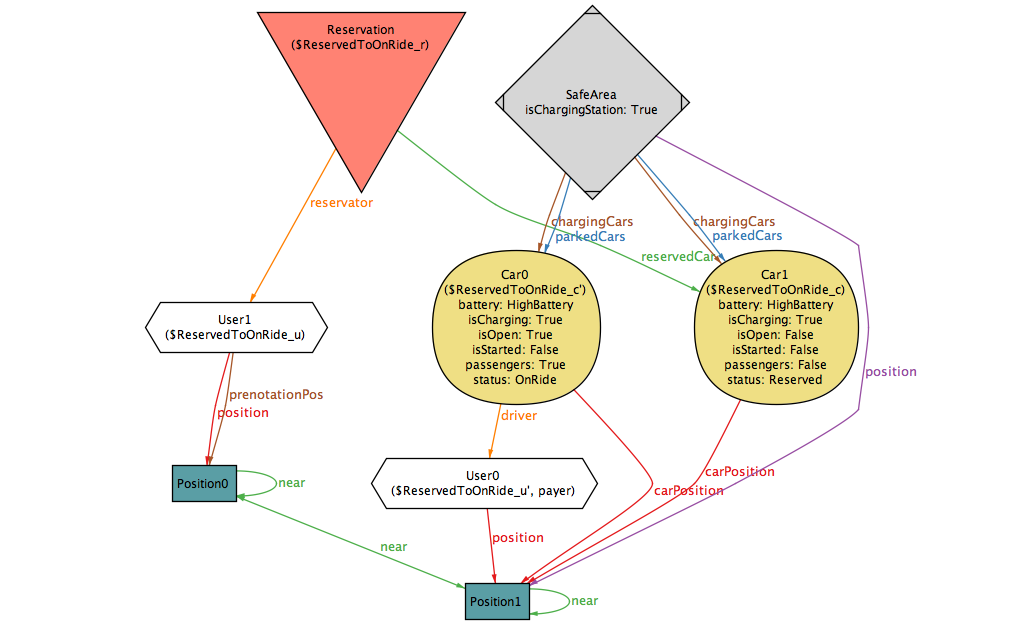 Reservation
($ReservedToOnRide_r)
SafeArea
isChargingStation: True
reservator
chargingCars
parkedCars
chargingCars
parkedCars
reservedCar
Car0
($ReservedToOnRide_c')
battery: HighBattery
isCharging: True
isOpen: True
isStarted: False
passengers: True
status: OnRide
Car1
($ReservedToOnRide_c)
battery: HighBattery
isCharging: True
isOpen: False
isStarted: False
passengers: False
status: Reserved
User1
($ReservedToOnRide_u)
position
prenotationPos
position
driver
carPosition
carPosition
Position0
near
User0
($ReservedToOnRide_u', payer)
position
near
Position1
near